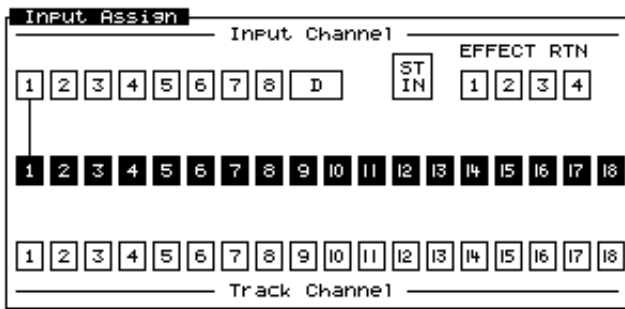 Input Assign
Input Channel
EFFECT RTN
1 2 3 4 5 6 7 8 D ST IN 1 2 3 4
1 2 3 4 5 6 7 8 9 10 11 12 13 14 15 16 17 18
1 2 3 4 5 6 7 8 9 10 11 12 13 14 15 16 17 18
Track Channel